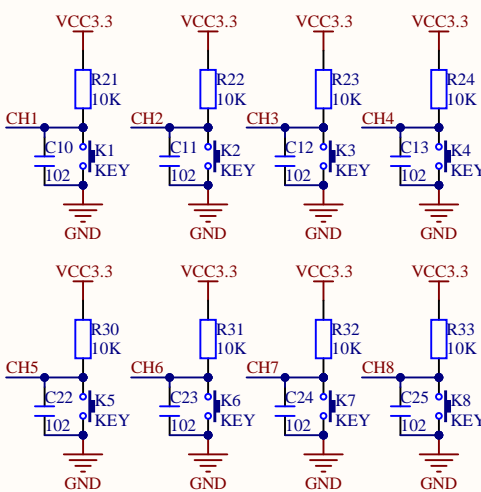 VCC3.3 VCC3.3 VCC3.3 VCC3.3
R21 R22 R23 R24
10K 10K 10K 10K
CH1 CH2 CH3 CH4
C10 K1 C11 K2 C12 K3 C13 K4
KEY KEY KEY KEY
102 102 102 102
GND GND GND GND
VCC3.3 VCC3.3 VCC3.3 VCC3.3
R30 R31 R32 R33
10K 10K 10K 10K
CH5 CH6 CH7 CH8
C22 K5 C23 K6 C24 K7 C25 K8
KEY KEY KEY KEY
102 102 102 102
GND GND GND GND